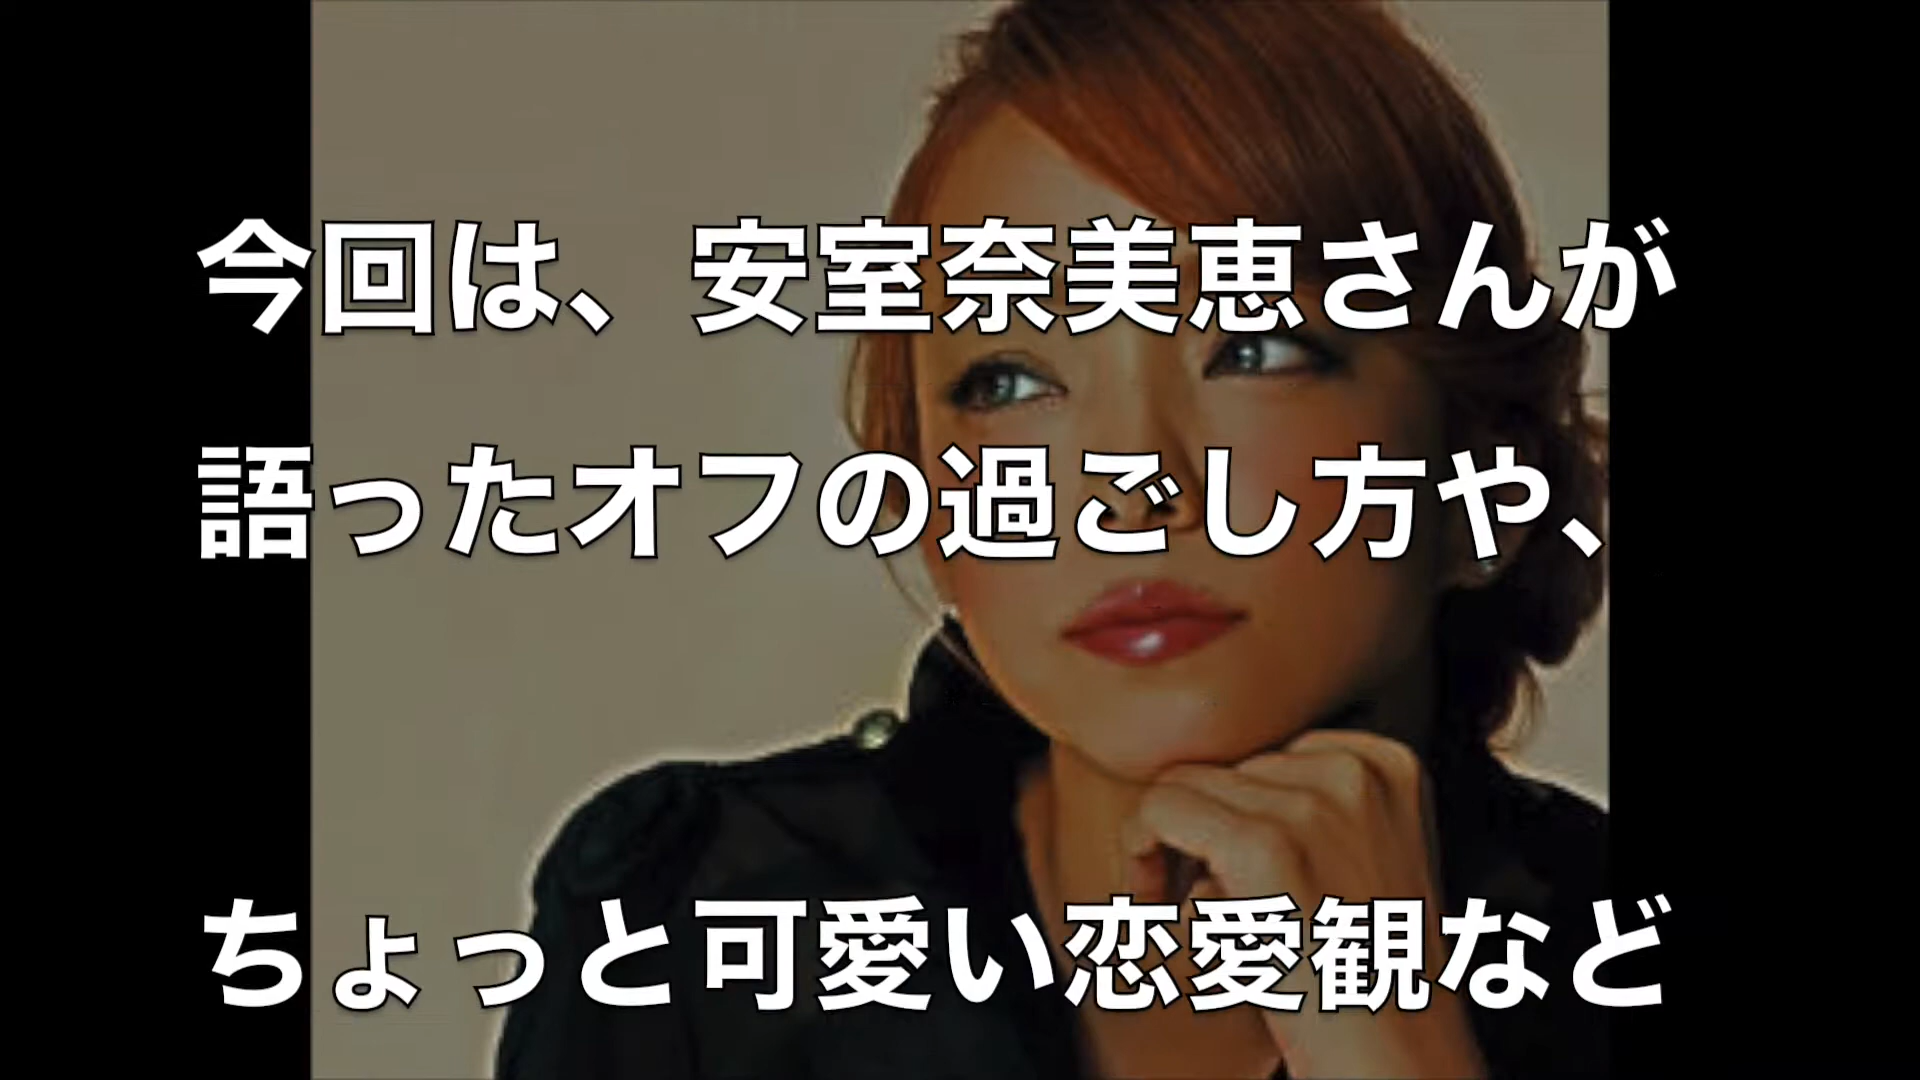 今回は、安室奈美恵さんが
語ったオフの過ごし方や、
ちょっと可愛い恋愛観など